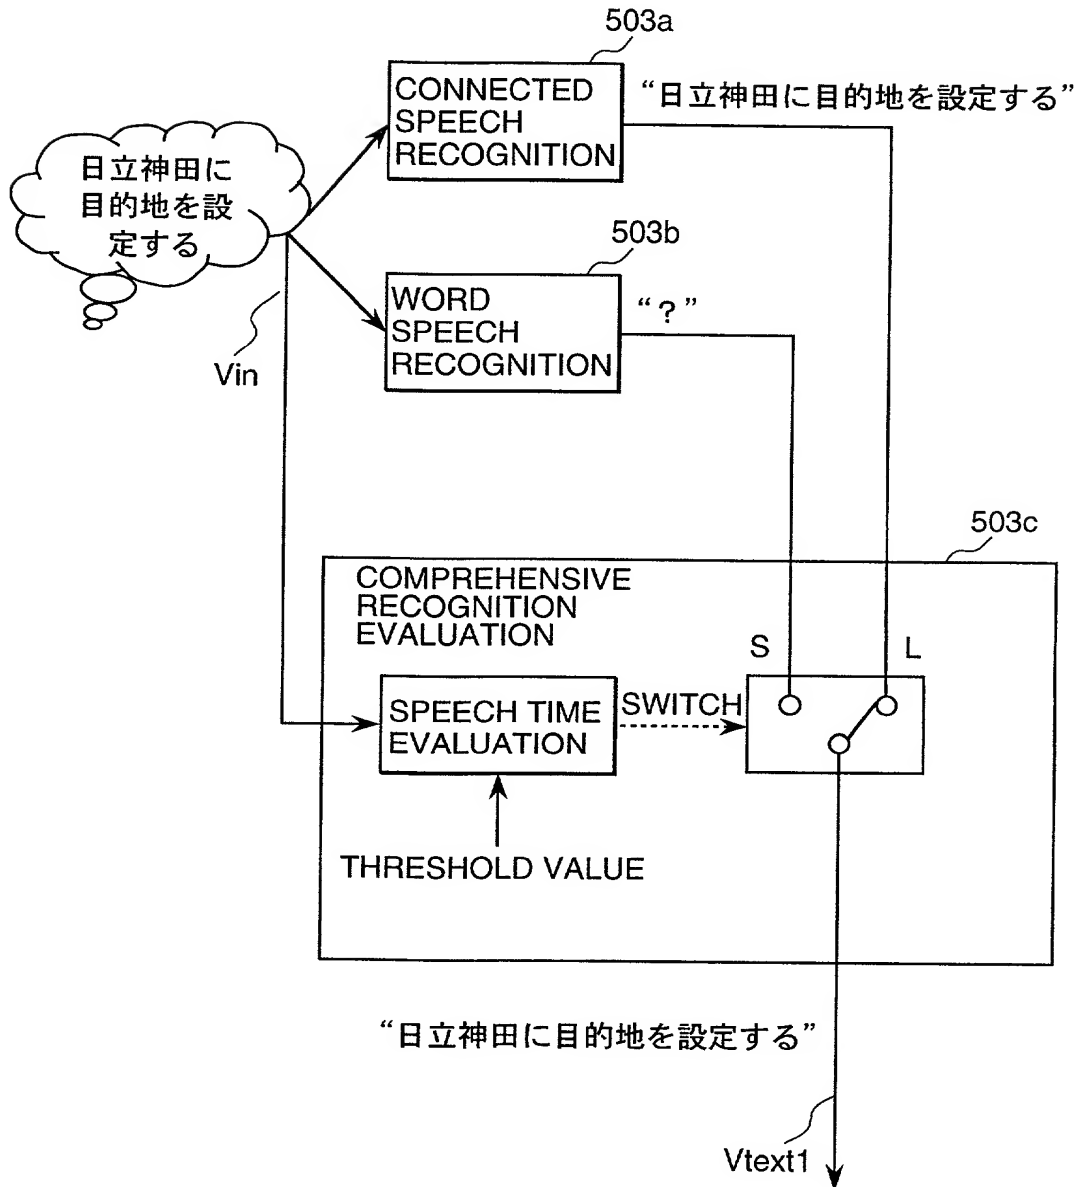 503a
CONNECTED
SPEECH
RECOGNITION
“日立神田に目的地を設定する”
日立神田に
目的地を設
定する
503b
WORD
SPEECH
RECOGNITION
“?”
Vin
503c
COMPREHENSIVE
RECOGNITION
EVALUATION
S
L
SPEECH TIME
EVALUATION
SWITCH
THRESHOLD VALUE
“日立神田に目的地を設定する”
Vtext1